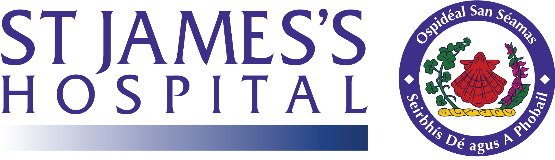 ST JAMES'S
HOSPITAL
Ospidéal San Séamas
Seirbhís Dé agus A Phobail